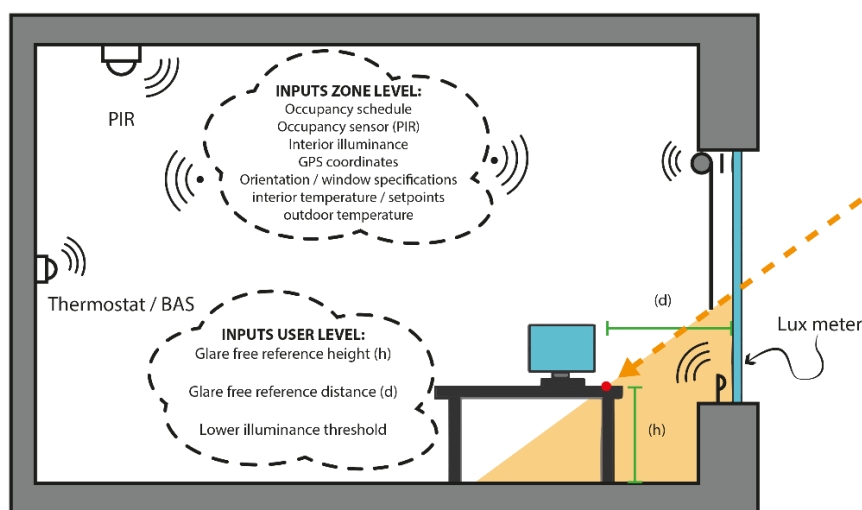 INPUTS ZONE LEVEL:
Occupancy schedule
Occupancy sensor (PIR)
Interior illuminance
GPS coordinates
Orientation / window specifications
interior temperature / setpoints
outdoor temperature
PIR
Thermostat / BAS
INPUTS USER LEVEL:
Glare free reference height (h)
Glare free reference distance (d)
Lower illuminance threshold
(d)
Lux meter
(h)